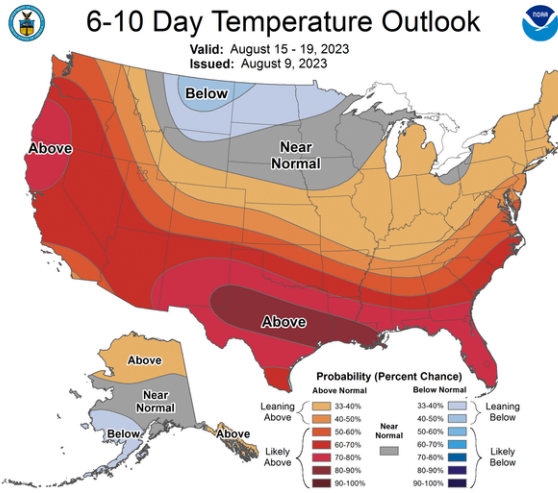 6-10 Day Temperature Outlook
Valid: August 15 - 19, 2023
Issued: August 9, 2023
NOAA
Below
Above
Near
Normal
Above
Above
Near
Normal
Below
Above
Probability (Percent Chance)
Above Normal
Below Normal
Leaning
Above
33-40%
40-50%
Likely
Above
50-60%
60-70%
70-80%
80-90%
90-100%
Near
Normal
33-40%
40-50%
Leaning
Below
50-60%
60-70%
70-80%
80-90%
90-100%
Likely
Below